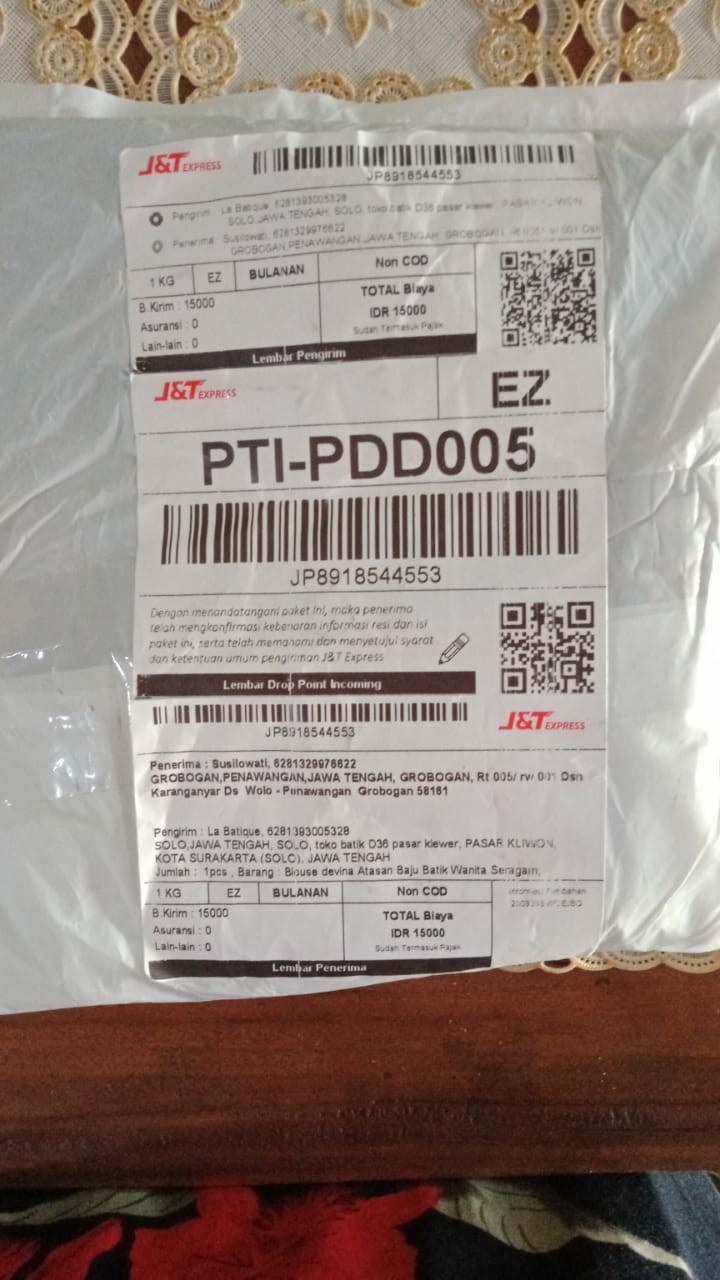 J&T EXPRESS
JP8918544553
Pengirim : La Batique, 6281393005328
SOLO,JAWA TENGAH, SOLO, toko batik D36 pasar klewer, PASAR KLIWON
Penerima : Susilowati, 6281329976622
GROBOGAN,PENAWANGAN,JAWA TENGAH, GROBOGAN, Rt 005/ rw 001 Dsn
1 KG EZ BULANAN Non COD
B.Kirim : 15000
Asuransi : 0
Lain-lain : 0
TOTAL Biaya
IDR 15000
Sudah Termasuk Pajak
Lembar Pengirim
J&T EXPRESS
EZ
PTI-PDD005
JP8918544553
Dengan menandatangani paket ini, maka penerima
telah mengkonfirmasi kebenaran informasi resi dan isi
paket ini, serta telah memahami dan menyetujui syarat
dan ketentuan umum pengiriman J&T Express
Lembar Drop Point Incoming
JP8918544553
J&T EXPRESS
Penerima : Susilowati, 6281329976622
GROBOGAN,PENAWANGAN,JAWA TENGAH, GROBOGAN, Rt 005/ rw 001 Dsn
Karanganyar Ds Wolo - Penawangan Grobogan 58161
Pengirim : La Batique, 6281393005328
SOLO,JAWA TENGAH, SOLO, toko batik D36 pasar klewer, PASAR KLIWON,
KOTA SURAKARTA (SOLO), JAWA TENGAH
Jumlah : 1pcs , Barang : Blouse devina Atasan Baju Batik Wanita Seragam,
1 KG EZ BULANAN Non COD
B.Kirim : 15000
Asuransi : 0
Lain-lain : 0
TOTAL Biaya
IDR 15000
Sudah Termasuk Pajak
Lembar Penerima